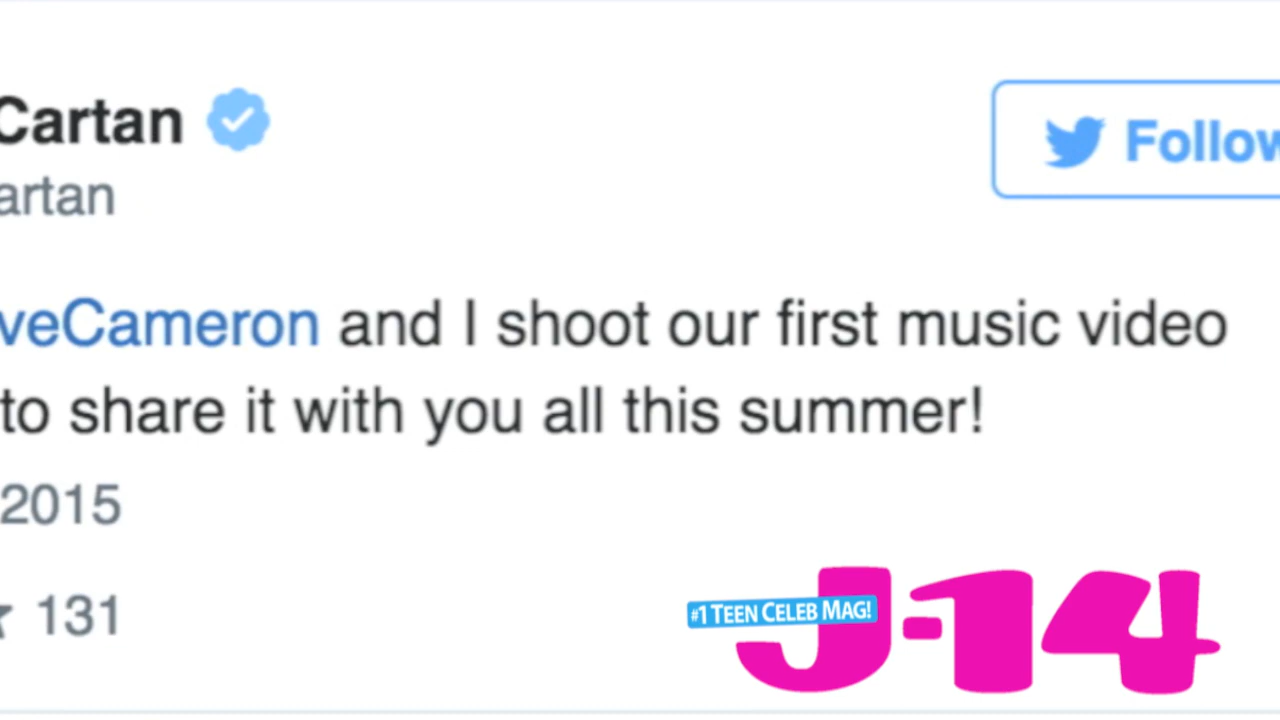 Cartan
Follow
artan
veCameron and I shoot our first music video
to share it with you all this summer!
2015
131
#1 TEEN CELEB MAG!
J-14